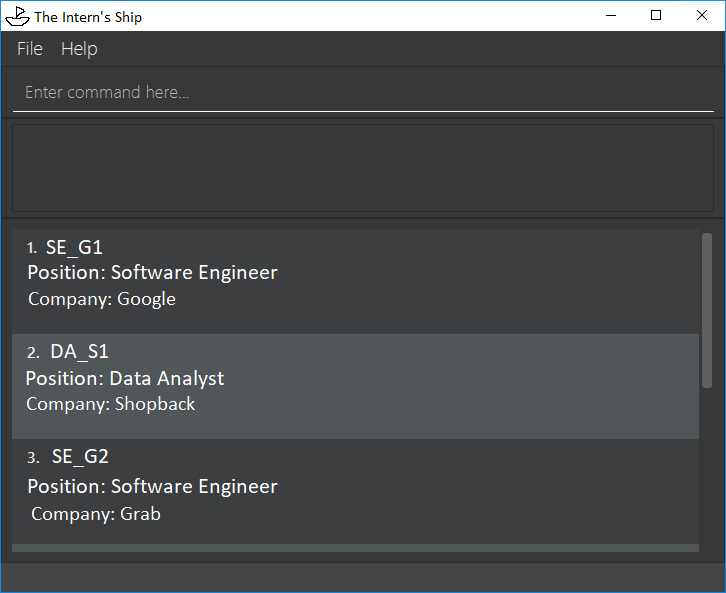 The Intern's Ship
File Help
Enter command here...
1. SE_G1
Position: Software Engineer
Company: Google
2. DA_S1
Position: Data Analyst
Company: Shopback
3. SE_G2
Position: Software Engineer
Company: Grab